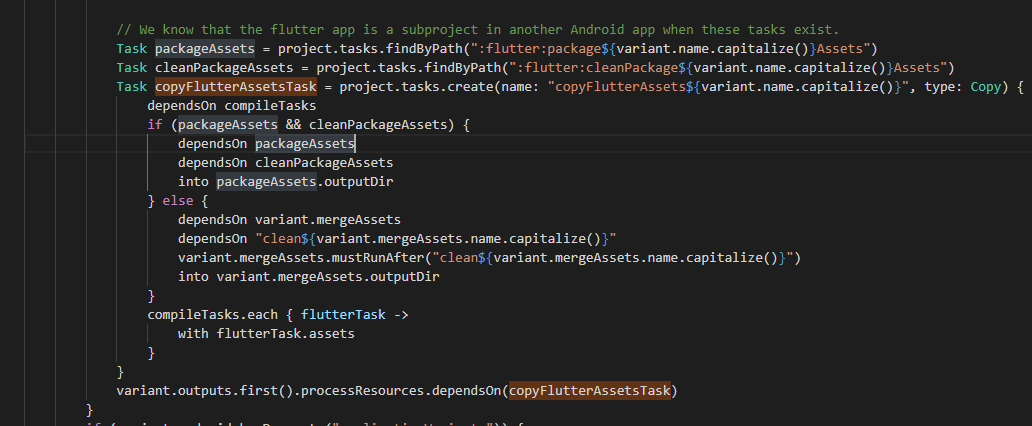 // We know that the flutter app is a subproject in another Android app when these tasks exist.
Task packageAssets = project.tasks.findByPath(":flutter:package${variant.name.capitalize()}Assets")
Task cleanPackageAssets = project.tasks.findByPath(":flutter:cleanPackage${variant.name.capitalize()}Assets")
Task copyFlutterAssetsTask = project.tasks.create(name: "copyFlutterAssets${variant.name.capitalize()}", type: Copy) {
dependsOn compileTasks
if (packageAssets && cleanPackageAssets) {
dependsOn packageAssets
dependsOn cleanPackageAssets
into packageAssets.outputDir
} else {
dependsOn variant.mergeAssets
dependsOn "clean${variant.mergeAssets.name.capitalize()}"
variant.mergeAssets.mustRunAfter("clean${variant.mergeAssets.name.capitalize()}")
into variant.mergeAssets.outputDir
}
compileTasks.each { flutterTask ->
with flutterTask.assets
}
}
variant.outputs.first().processResources.dependsOn(copyFlutterAssetsTask)
}